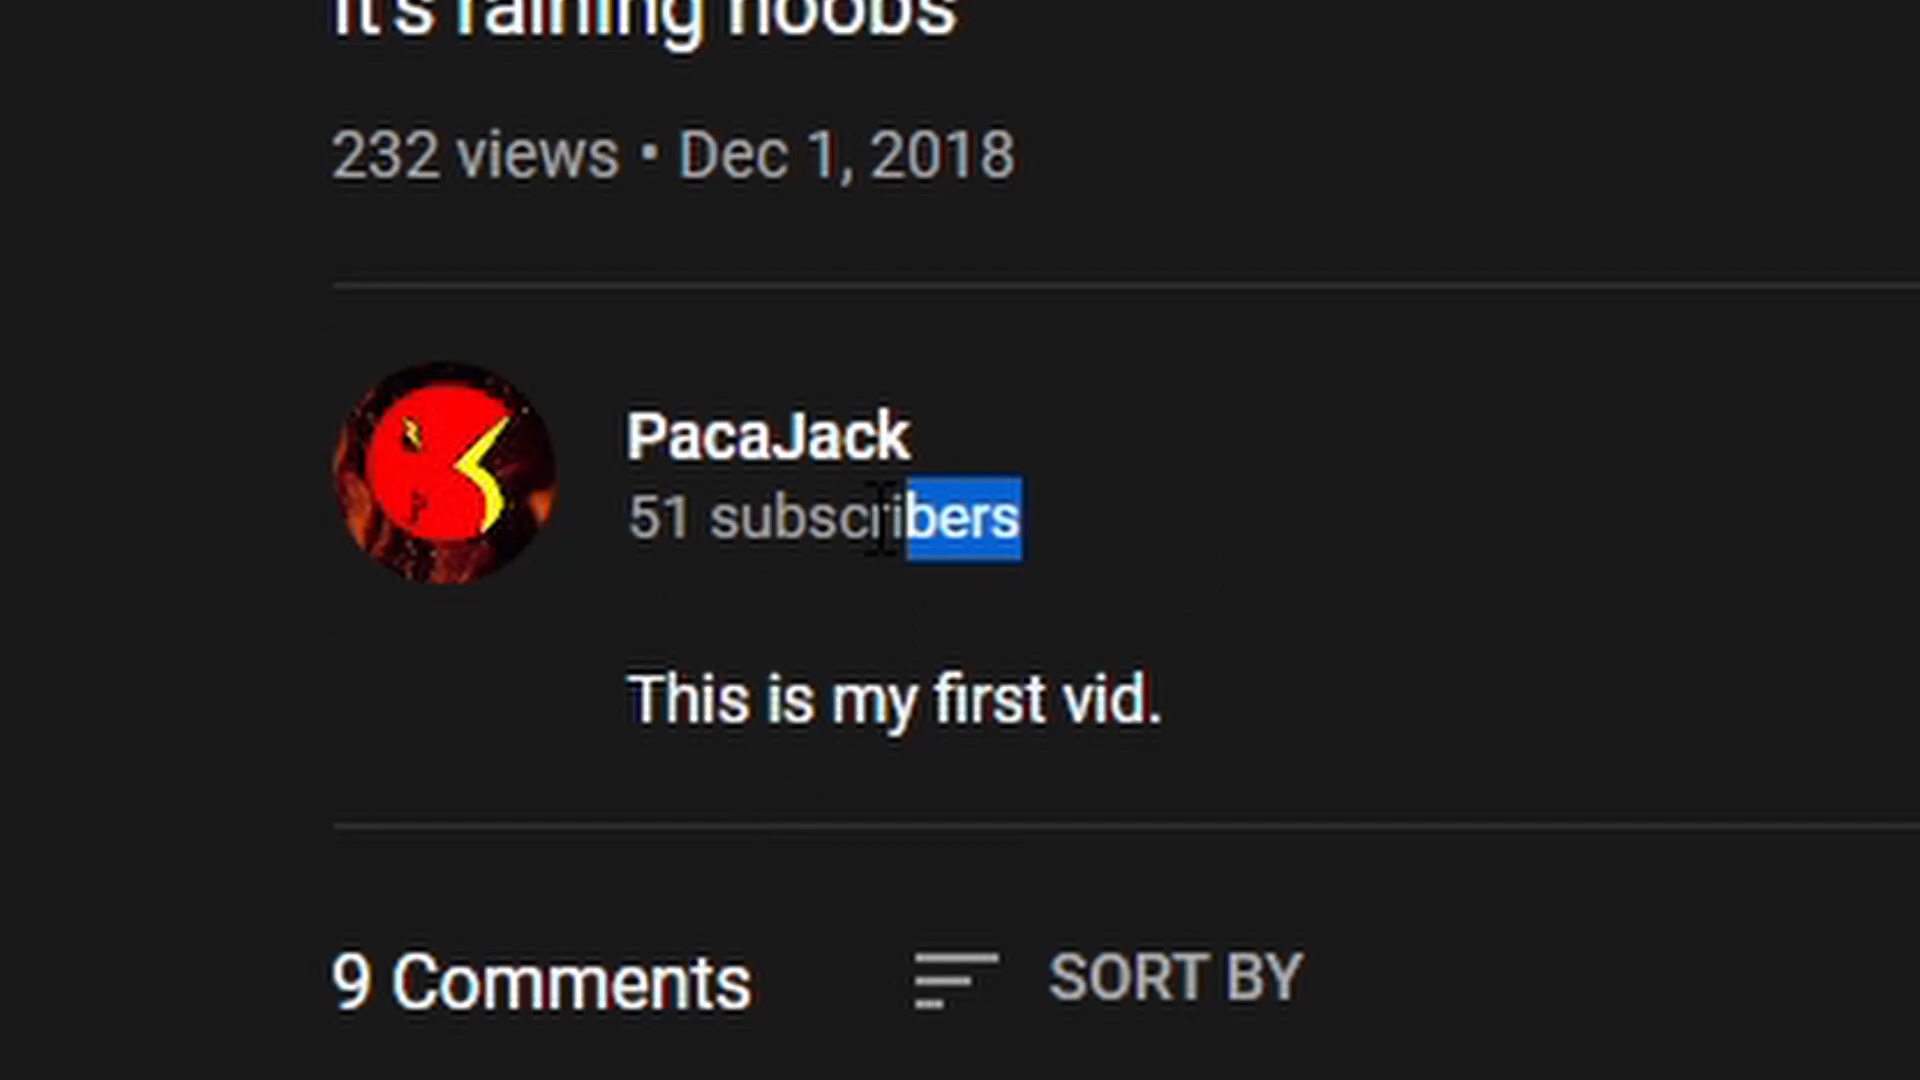 It's raining noobs
232 views • Dec 1, 2018
PacaJack
51 subscribers
This is my first vid.
9 Comments
SORT BY